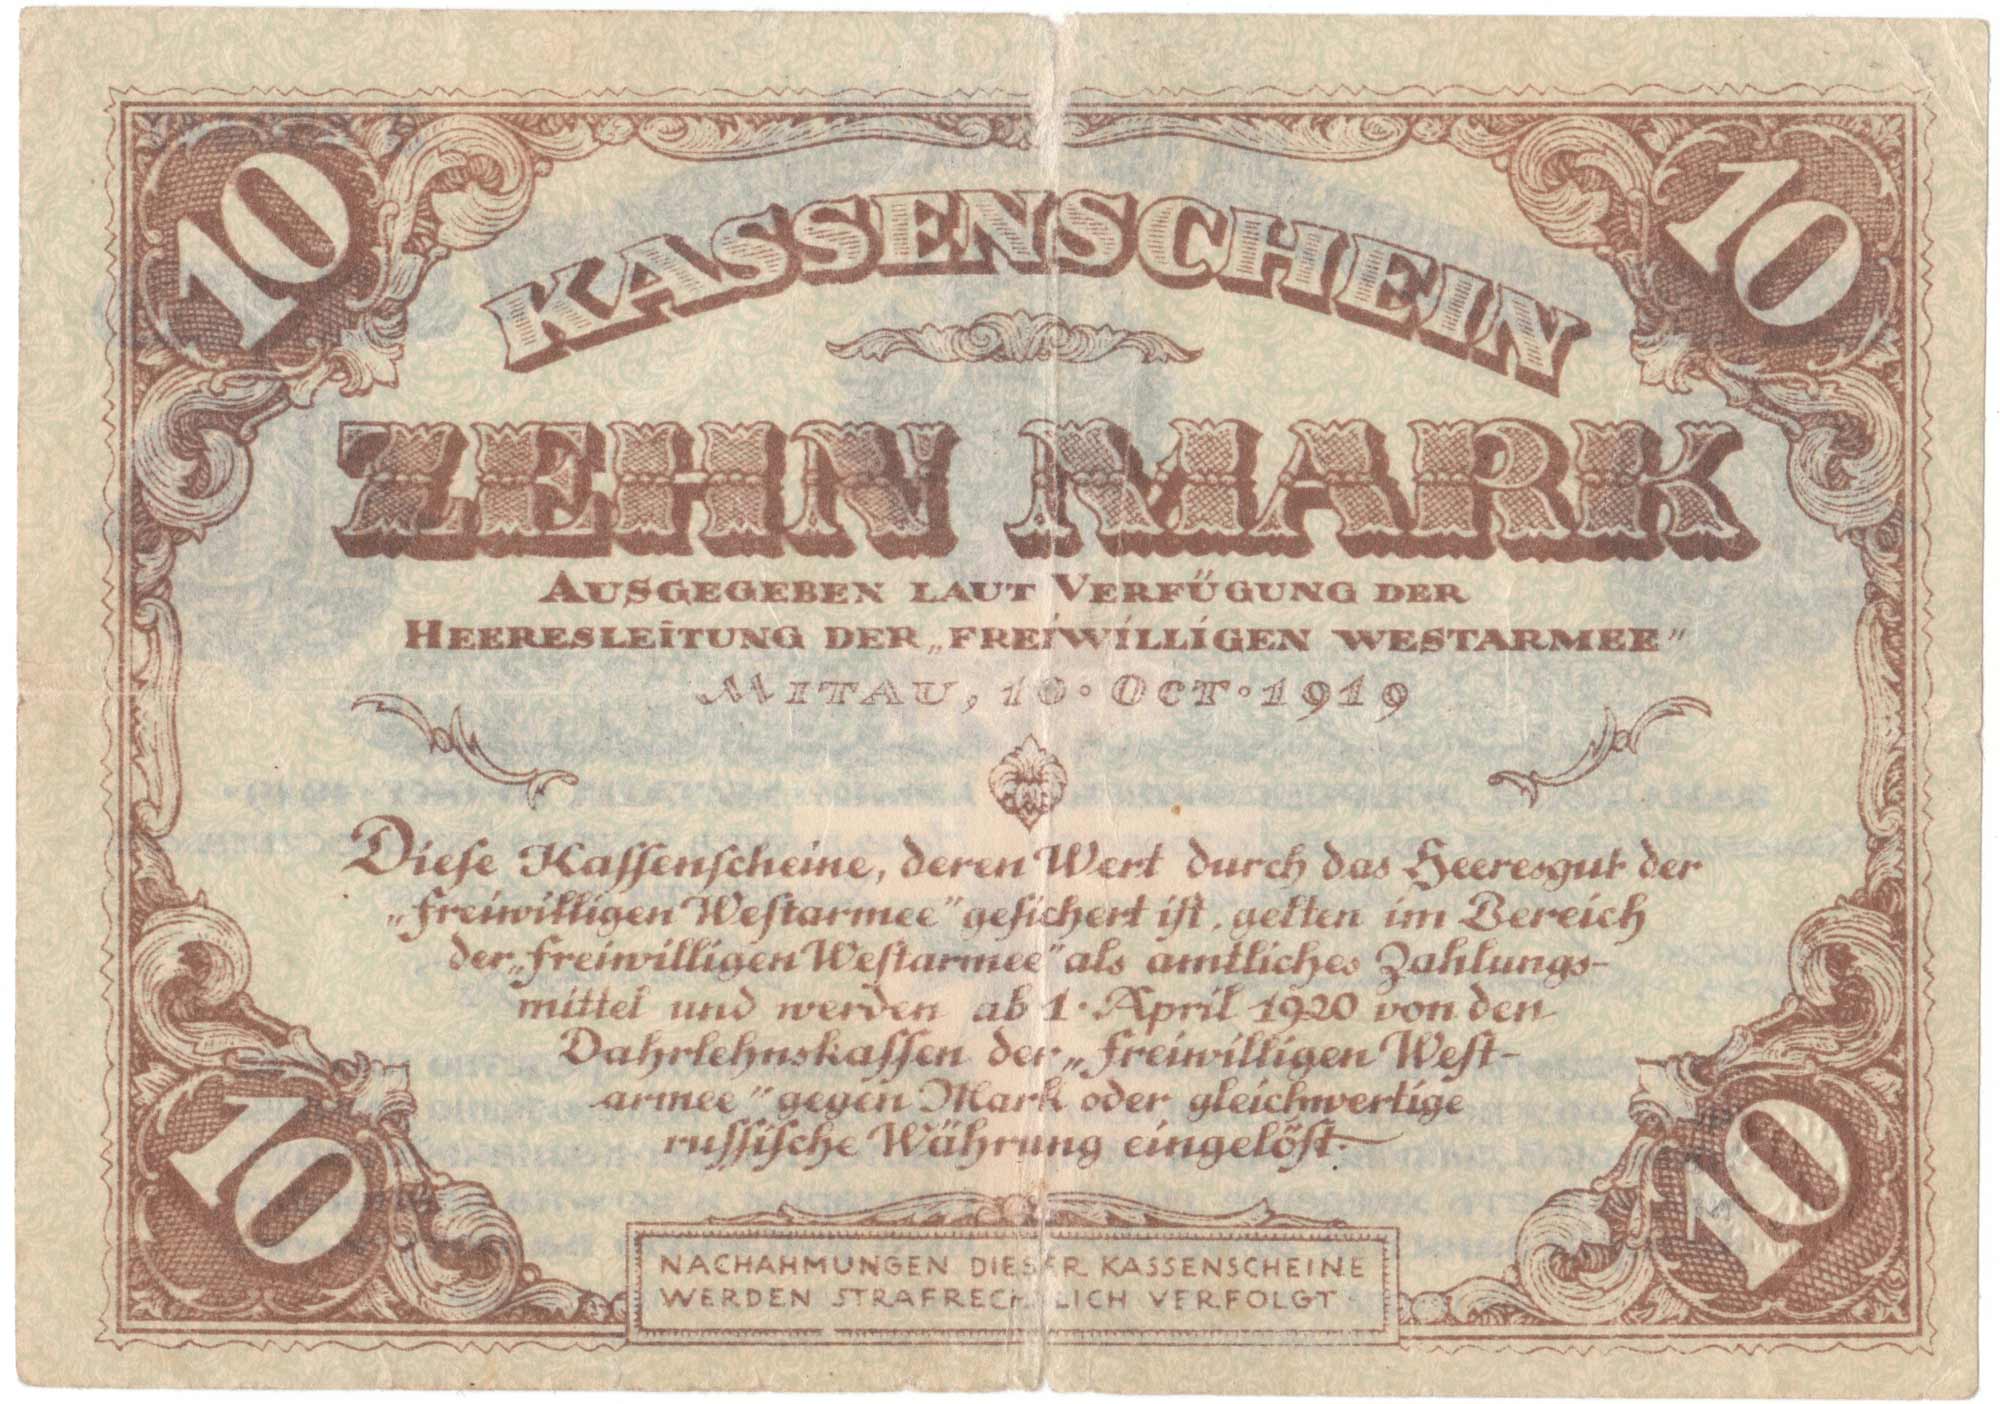 10
10
KASSENSCHEIN
ZEHN MARK
AUSGEGEBEN LAUT VERFÜGUNG DER
HEERESLEITUNG DER „FREIWILLIGEN WESTARMEE"
MITAU, 10. OCT. 1919
Diese Kassenscheine, deren Wert durch das Heeresgut der
„Freiwilligen Westarmee" gesichert ist, gelten im Bereich
der „Freiwilligen Westarmee" als amtliches Zahlungs-
mittel und werden ab 1. April 1920 von den
Dahrlehnskassen der „Freiwilligen West-
armee" gegen Mark oder gleichwertige
russische Währung eingelöst.
10
10
NACHAHMUNGEN DIESER KASSENSCHEINE
WERDEN STRAFRECHTLICH VERFOLGT.